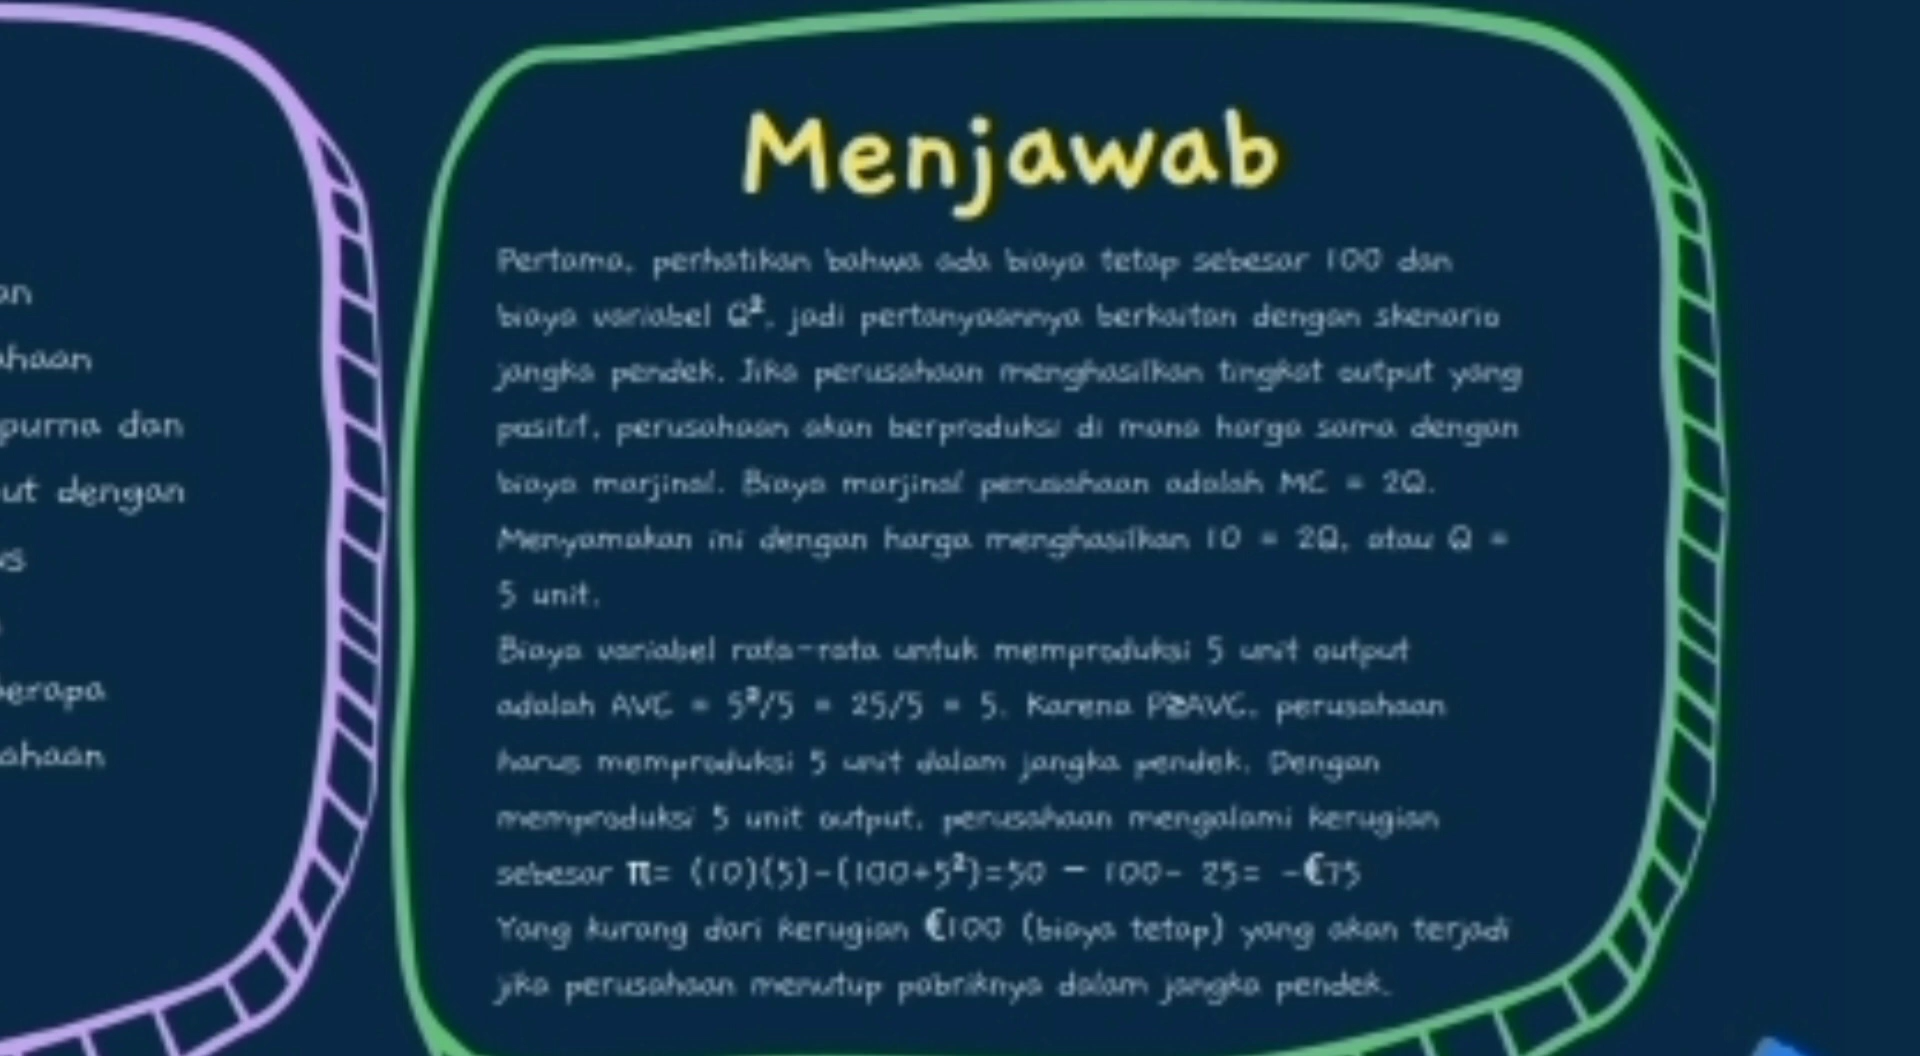 an
ahaan
purna dan
ut dengan
us
berapa
ahaan
Menjawab
Pertama, perhatikan bahwa ada biaya tetap sebesar 100 dan
biaya variabel Q², jadi pertanyaannya berkaitan dengan skenario
jangka pendek. Jika perusahaan menghasilkan tingkat output yang
positif, perusahaan akan berproduksi di mana harga sama dengan
biaya marjinal. Biaya marjinal perusahaan adalah MC = 2Q.
Menyamakan ini dengan harga menghasilkan 10 = 2Q, atau Q =
5 unit.
Biaya variabel rata-rata untuk memproduksi 5 unit output
adalah AVC = 5²/5 = 25/5 = 5. Karena P≥AVC, perusahaan
harus memproduksi 5 unit dalam jangka pendek. Dengan
memproduksi 5 unit output, perusahaan mengalami kerugian
sebesar π= (10)(5)-(100+5²)=50 – 100- 25= -€75
Yang kurang dari kerugian €100 (biaya tetap) yang akan terjadi
jika perusahaan menutup pabriknya dalam jangka pendek.